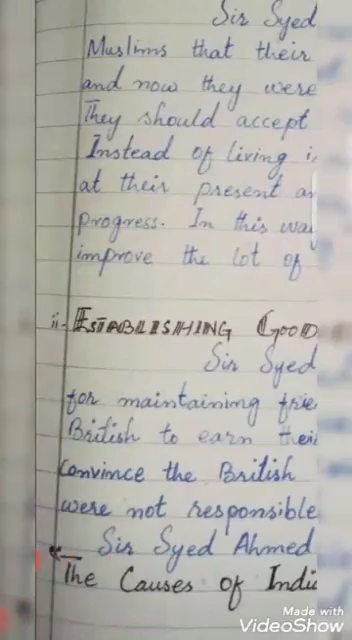 Sir Syed
Muslims that their
and now they were
They should accept
Instead of living
at their present
progress. In this way
improve the lot of
ii- ESTABLISHING GOOD
Sir Syed
for maintaining
British to earn their
convince the British
were not responsible
Sir Syed Ahmed
The Causes of
Made with
VideoShow